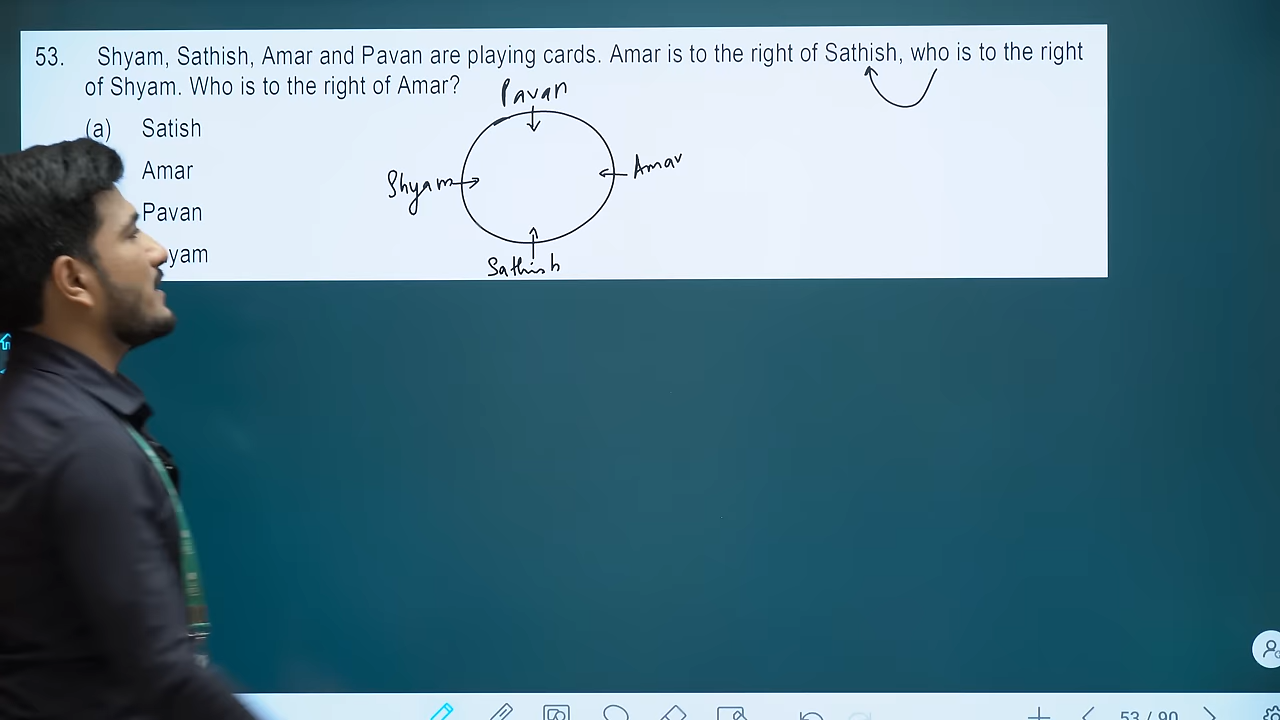 53. Shyam, Sathish, Amar and Pavan are playing cards. Amar is to the right of Sathish, who is to the right
of Shyam. Who is to the right of Amar?
Pavan
(a) Satish
Amar
Amar
Shyam
Pavan
yam
Sathish
53 / 90